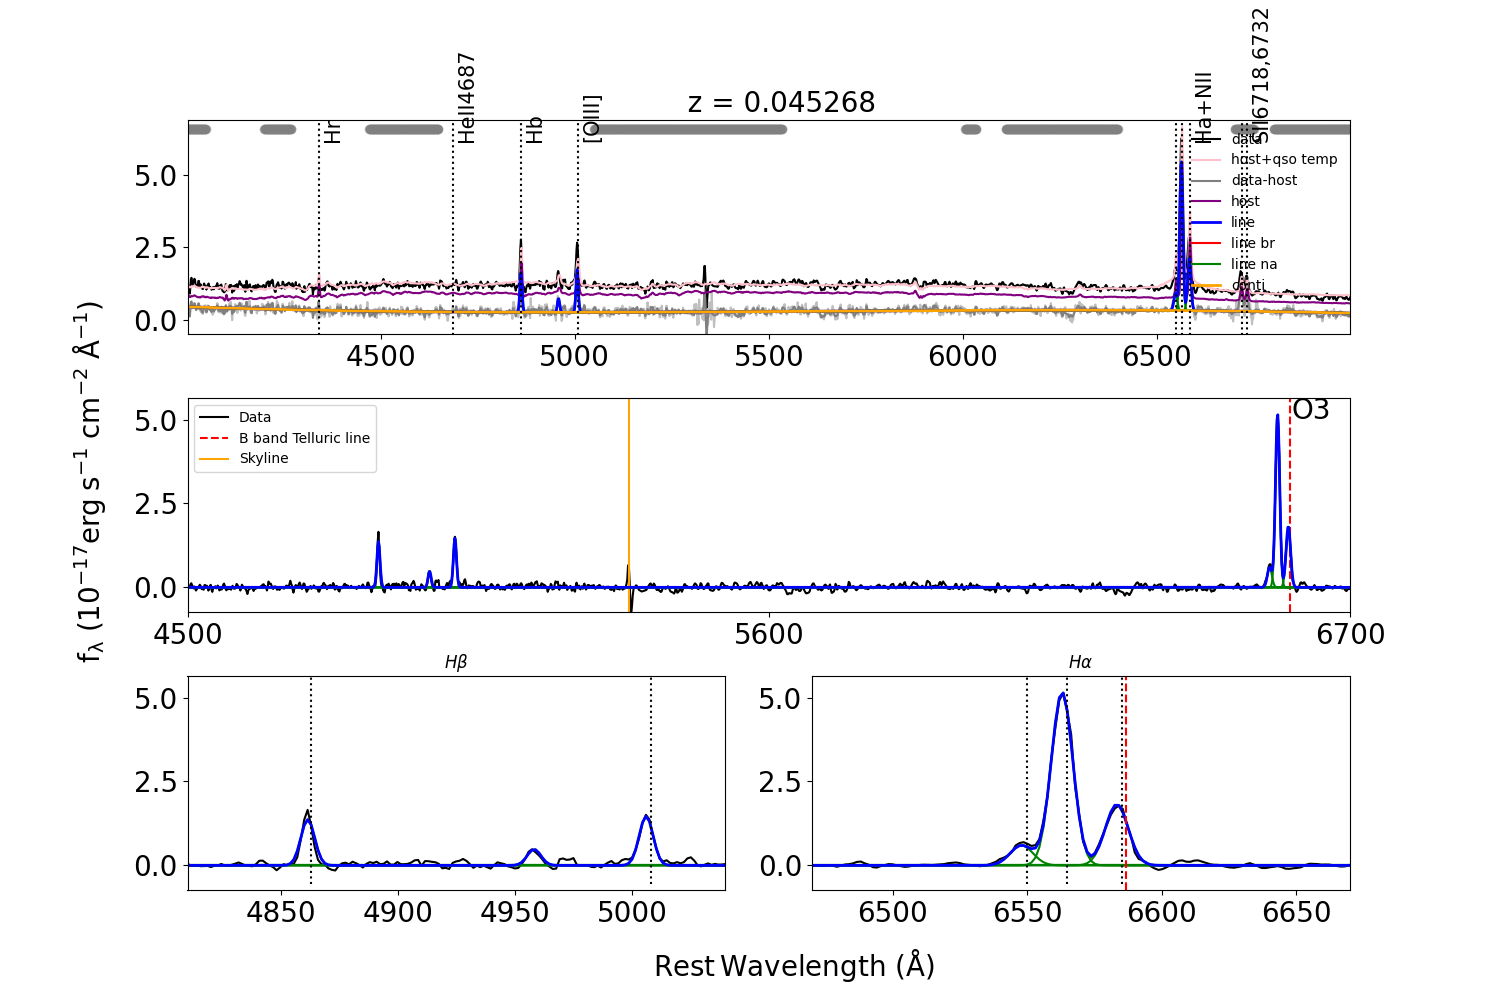 z = 0.045268
Hr
HeII4687
Hb
[OIII]
Ha+NII
SII6718,6732
data
host+qso temp
data-host
host
line
line br
line na
conti
5.0
2.5
0.0
4500 5000 5500 6000 6500
Data
B band Telluric line
Skyline
O3
5.0
2.5
0.0
4500 5600 6700
fλ (10⁻¹⁷erg s⁻¹ cm⁻² Å⁻¹)
Hβ
5.0
2.5
0.0
4850 4900 4950 5000
Hα
5.0
2.5
0.0
6500 6550 6600 6650
Rest Wavelength (Å)